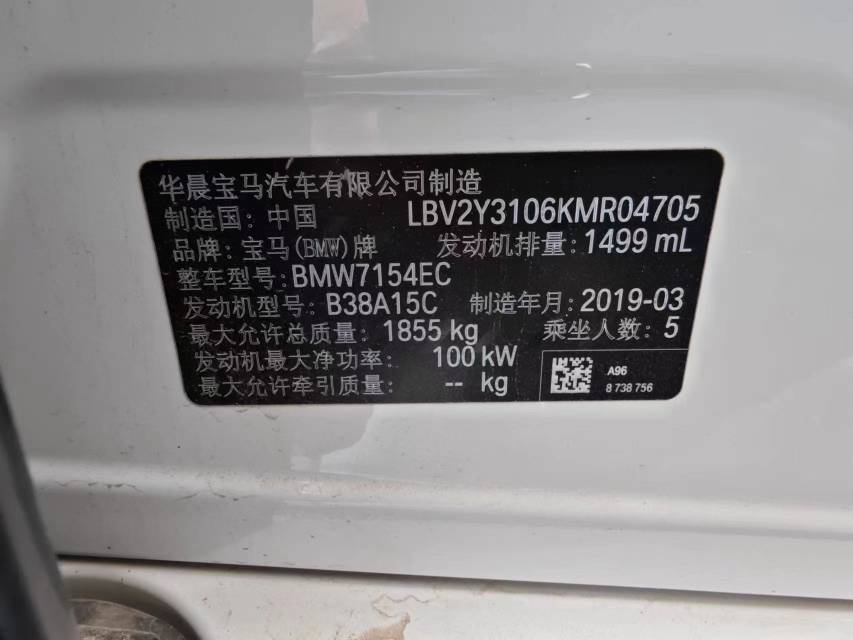 华晨宝马汽车有限公司制造
制造国: 中国 LBV2Y3106KMR04705
品牌: 宝马(BMW)牌 发动机排量: 1499 mL
整车型号: BMW7154EC
发动机型号: B38A15C 制造年月: 2019-03
最大允许总质量: 1855 kg 乘坐人数: 5
发动机最大净功率: 100 kW
最大允许牵引质量: -- kg
A96
8 738 756